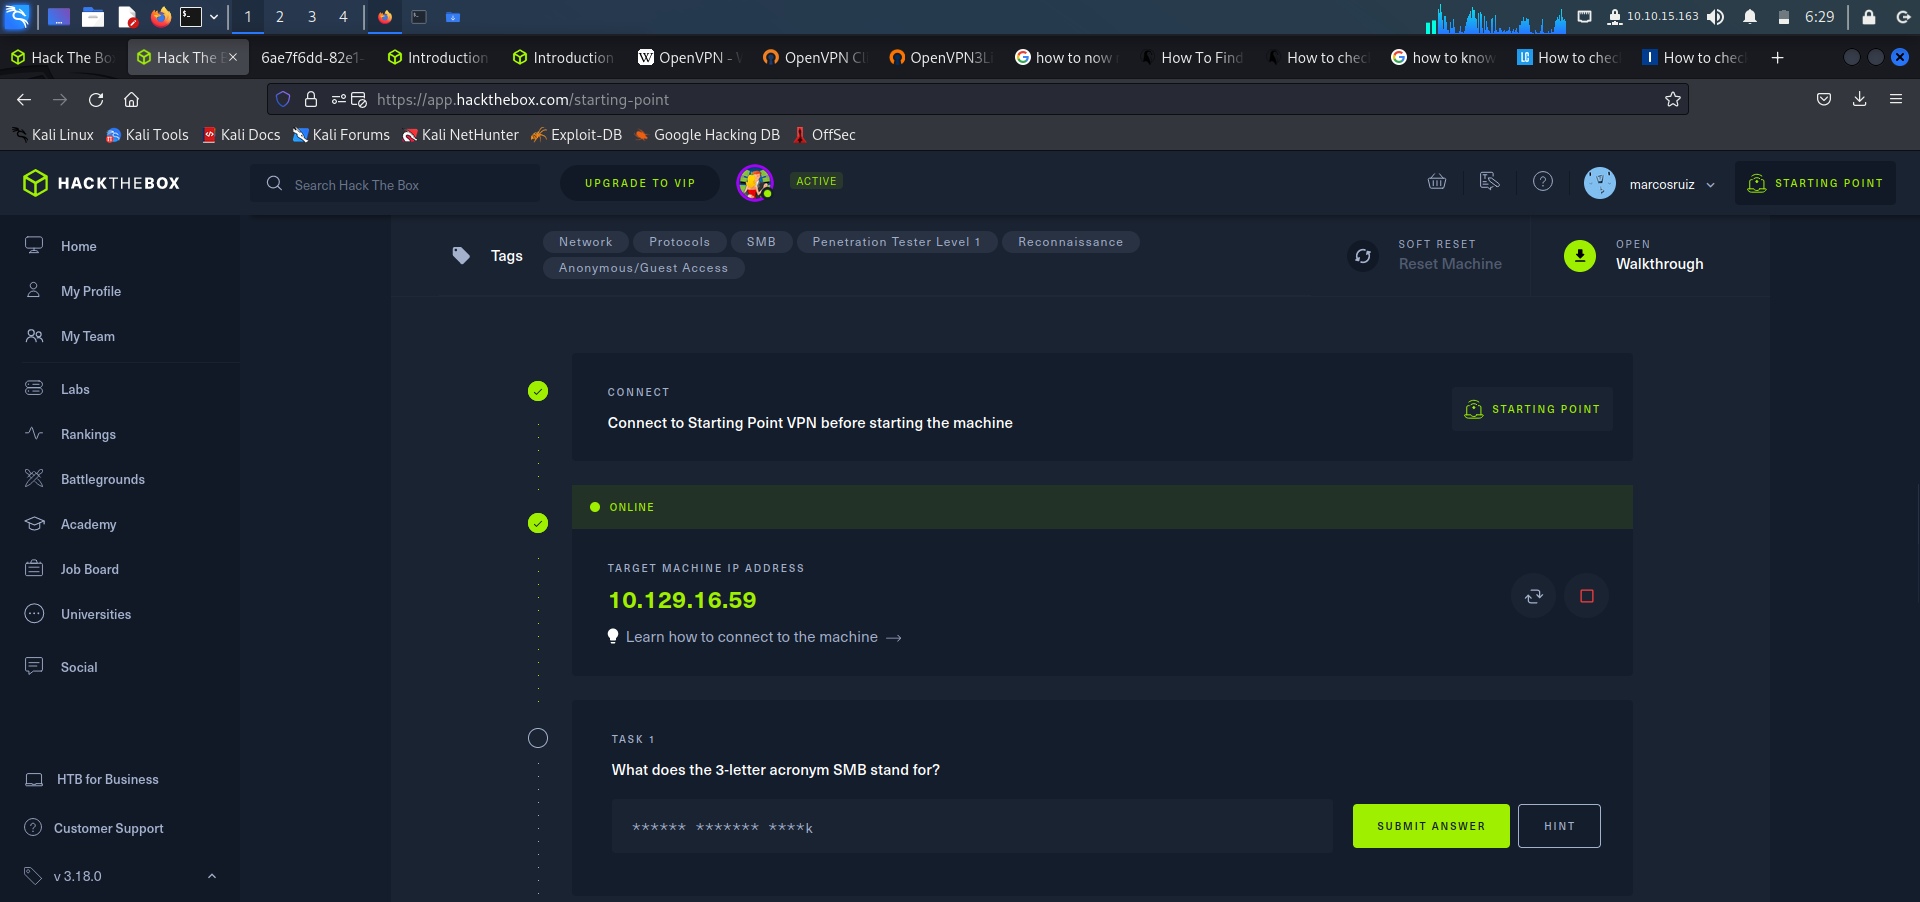 1 2 3 4 10.10.15.163 6:29
Hack The Bo Hack The B 6ae7f6dd-82e1- Introduction Introduction OpenVPN - OpenVPN Cl OpenVPN3Li how to now How To Find How to chec how to know How to chec How to chec
https://app.hackthebox.com/starting-point
Kali Linux Kali Tools Kali Docs Kali Forums Kali NetHunter Exploit-DB Google Hacking DB OffSec
HACKTHEBOX Search Hack The Box UPGRADE TO VIP ACTIVE marcosruiz STARTING POINT
Home
My Profile
My Team
Labs
Rankings
Battlegrounds
Academy
Job Board
Universities
Social
HTB for Business
Customer Support
v 3.18.0
Tags
Network Protocols SMB Penetration Tester Level 1 Reconnaissance
Anonymous/Guest Access
SOFT RESET
Reset Machine
OPEN
Walkthrough
CONNECT
Connect to Starting Point VPN before starting the machine
STARTING POINT
ONLINE
TARGET MACHINE IP ADDRESS
10.129.16.59
Learn how to connect to the machine
TASK 1
What does the 3-letter acronym SMB stand for?
****** ******* ****k
SUBMIT ANSWER HINT